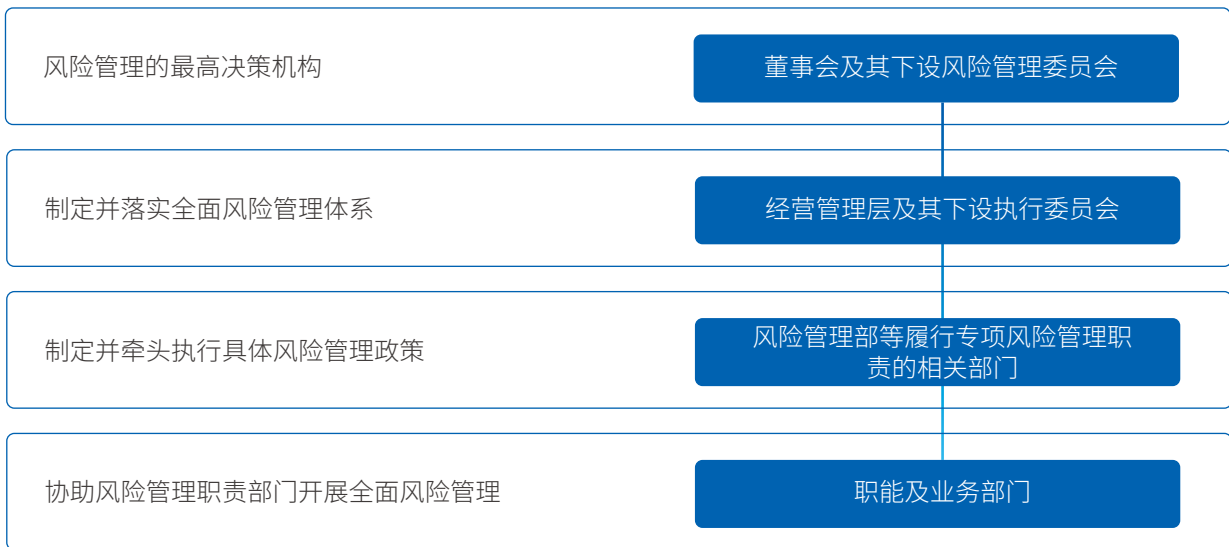 风险管理的最高决策机构
董事会及其下设风险管理委员会
制定并落实全面风险管理体系
经营管理层及其下设执行委员会
制定并牵头执行具体风险管理政策
风险管理部等履行专项风险管理职
责的相关部门
协助风险管理职责部门开展全面风险管理
职能及业务部门